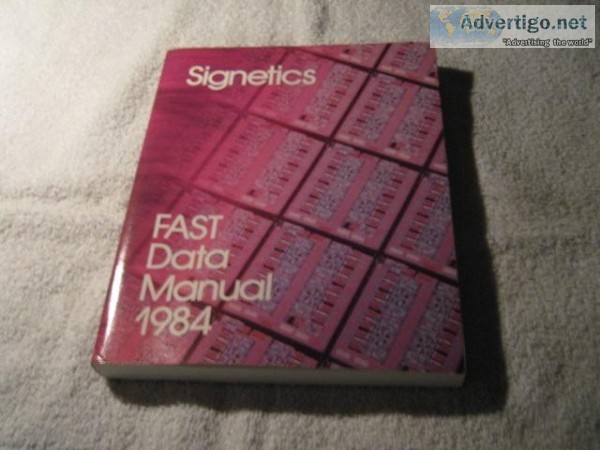 Advertigo.net
"Advertising the world"
Signetics
FAST
Data
Manual
1984